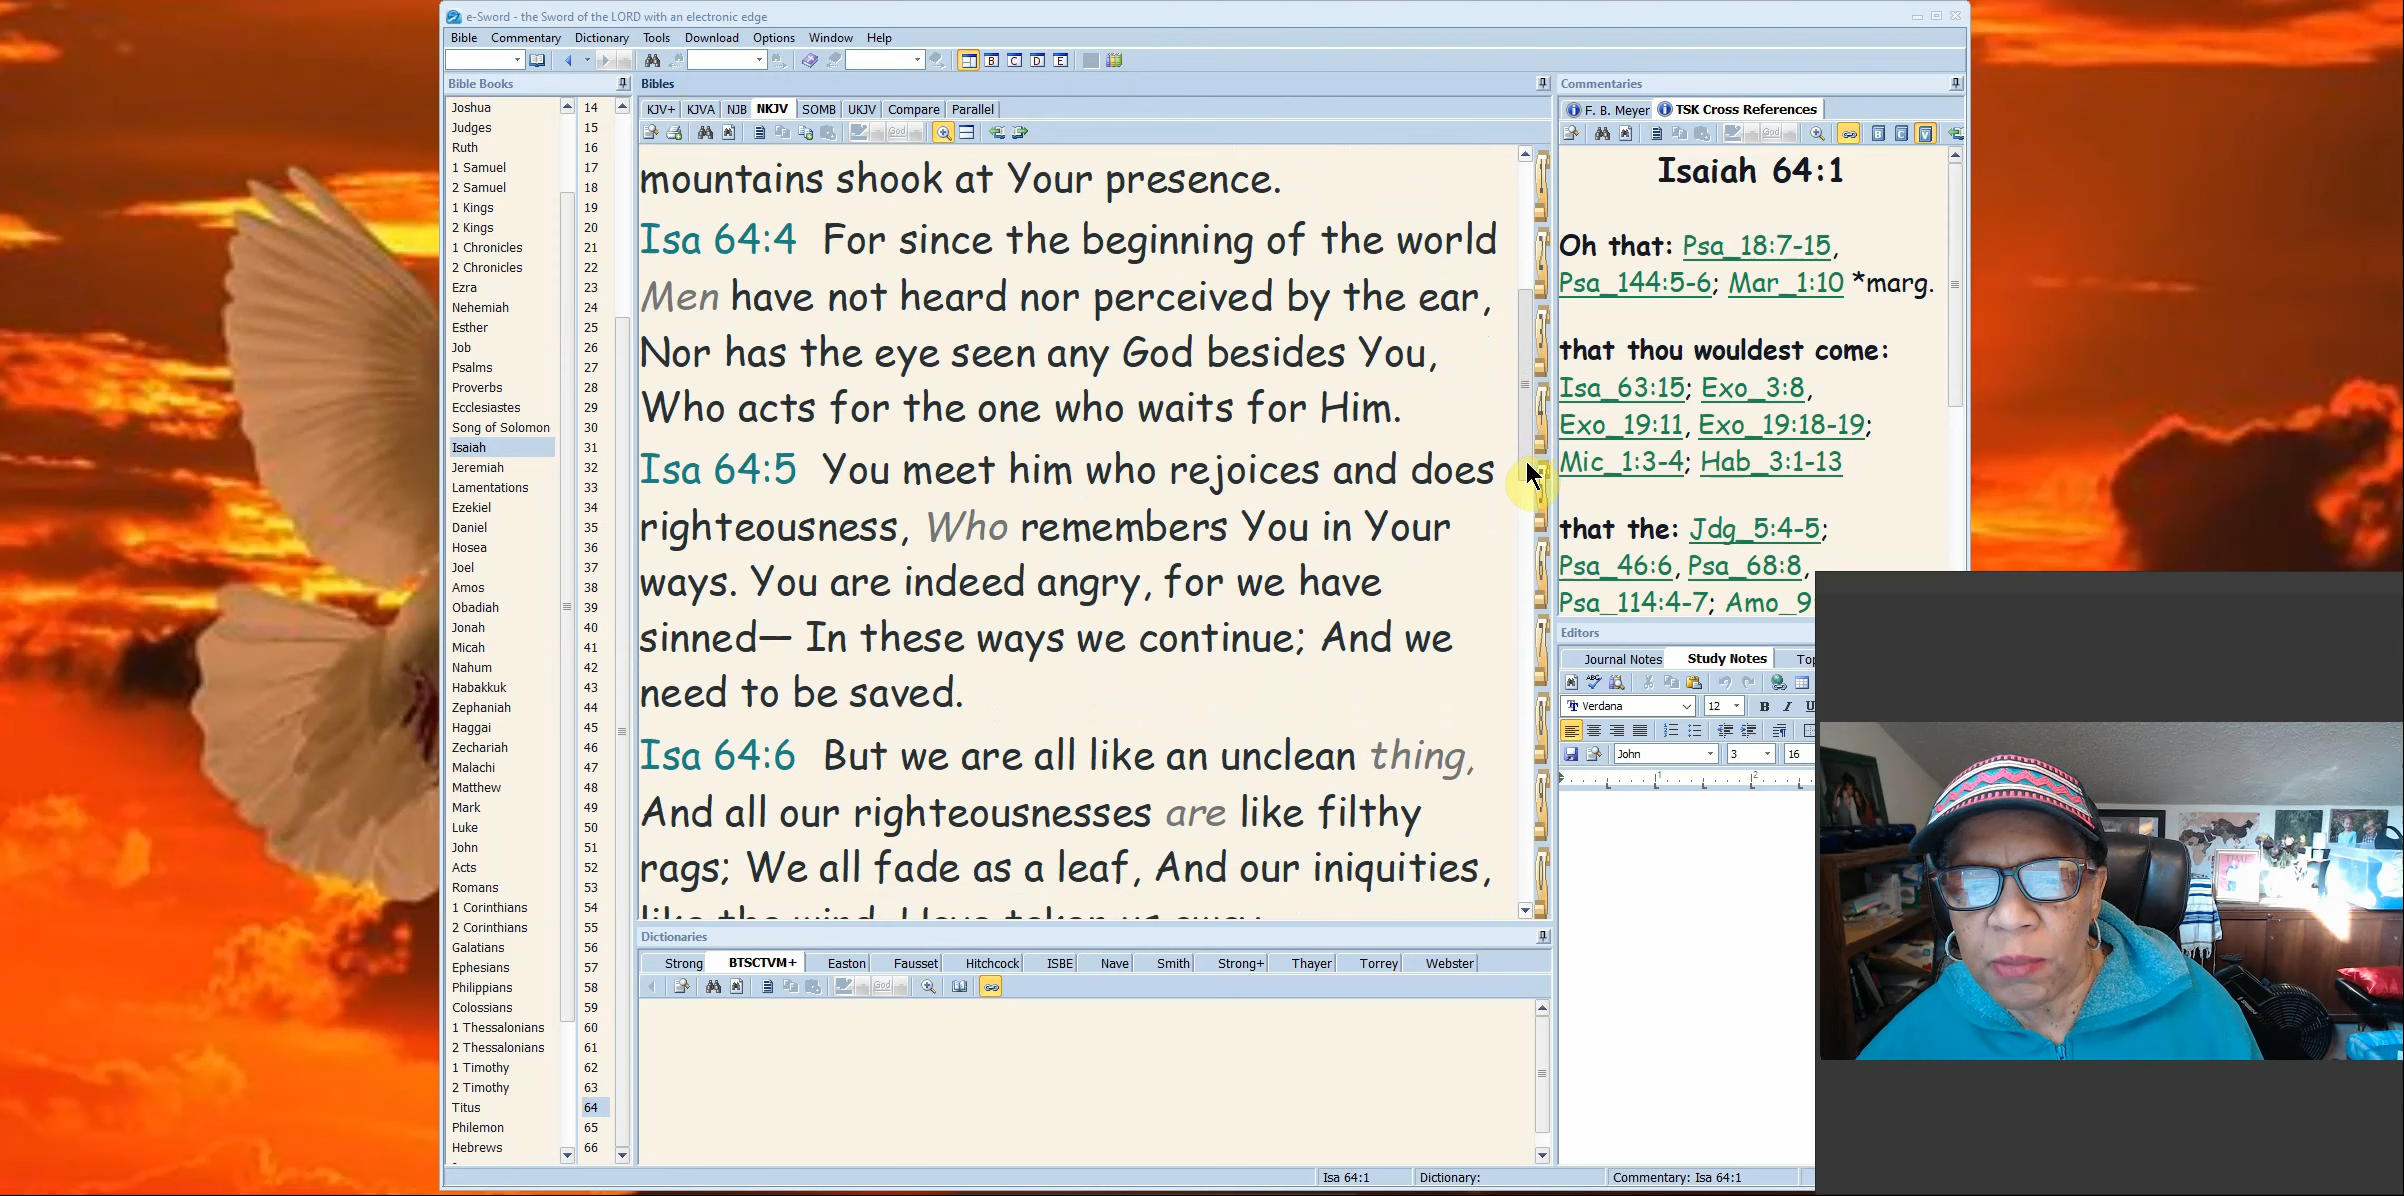 e-Sword - the Sword of the LORD with an electronic edge
Bible Commentary Dictionary Tools Download Options Window Help
B C D E
Bible Books
Joshua 14
Judges 15
Ruth 16
1 Samuel 17
2 Samuel 18
1 Kings 19
2 Kings 20
1 Chronicles 21
2 Chronicles 22
Ezra 23
Nehemiah 24
Esther 25
Job 26
Psalms 27
Proverbs 28
Ecclesiastes 29
Song of Solomon 30
Isaiah 31
Jeremiah 32
Lamentations 33
Ezekiel 34
Daniel 35
Hosea 36
Joel 37
Amos 38
Obadiah 39
Jonah 40
Micah 41
Nahum 42
Habakkuk 43
Zephaniah 44
Haggai 45
Zechariah 46
Malachi 47
Matthew 48
Mark 49
Luke 50
John 51
Acts 52
Romans 53
1 Corinthians 54
2 Corinthians 55
Galatians 56
Ephesians 57
Philippians 58
Colossians 59
1 Thessalonians 60
2 Thessalonians 61
1 Timothy 62
2 Timothy 63
Titus 64
Philemon 65
Hebrews 66
Bibles
KJV+ KJVA NJB NKJV SOMB UKJV Compare Parallel
God
mountains shook at Your presence.
Isa 64:4 For since the beginning of the world
Men have not heard nor perceived by the ear,
Nor has the eye seen any God besides You,
Who acts for the one who waits for Him.
Isa 64:5 You meet him who rejoices and does
righteousness, Who remembers You in Your
ways. You are indeed angry, for we have
sinned— In these ways we continue; And we
need to be saved.
Isa 64:6 But we are all like an unclean thing,
And all our righteousnesses are like filthy
rags; We all fade as a leaf, And our iniquities,
like the wind, Have taken us away.
Dictionaries
Strong BTSCTVM+ Easton Fausset Hitchcock ISBE Nave Smith Strong+ Thayer Torrey Webster
God
Commentaries
F. B. Meyer TSK Cross References
God B C V
Isaiah 64:1
Oh that: Psa_18:7-15,
Psa_144:5-6; Mar_1:10 *marg.
that thou wouldest come:
Isa_63:15; Exo_3:8,
Exo_19:11, Exo_19:18-19;
Mic_1:3-4; Hab_3:1-13
that the: Jdg_5:4-5;
Psa_46:6, Psa_68:8,
Psa_114:4-7; Amo_9
Editors
Journal Notes Study Notes Top
ABC
Verdana 12 B I U
John 3 16
1 2
Isa 64:1 Dictionary: Commentary: Isa 64:1